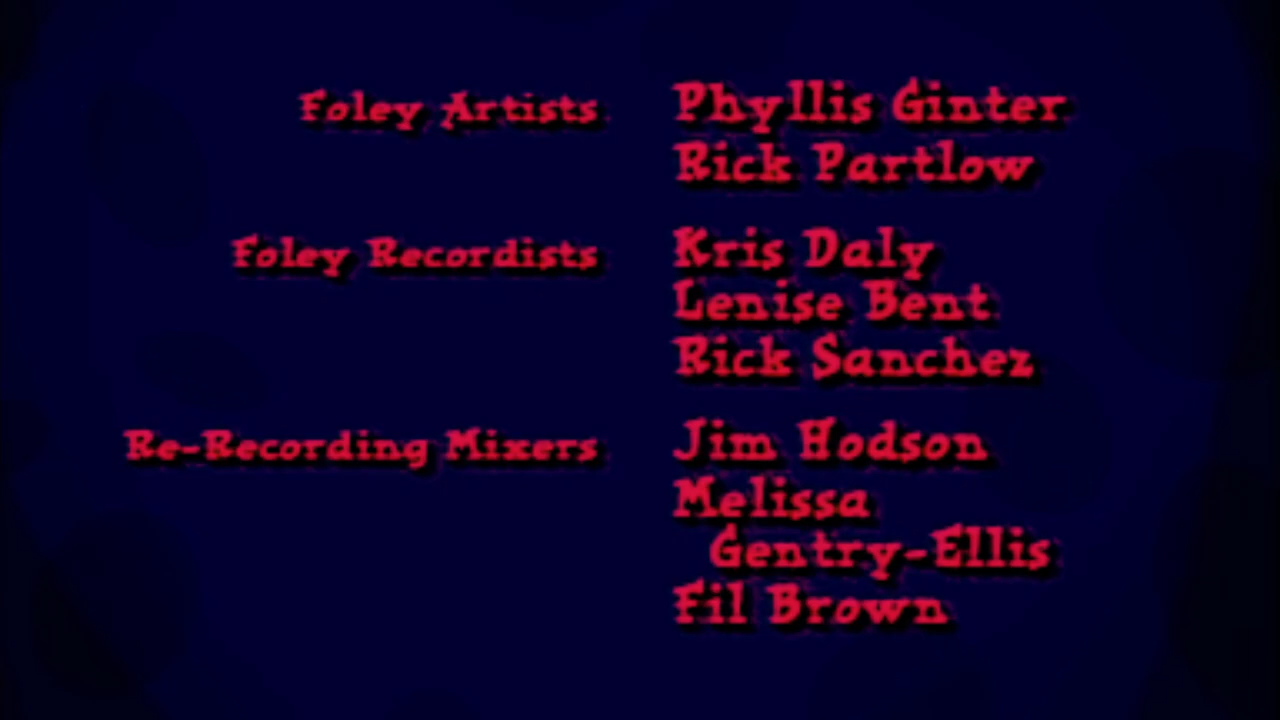 Foley Artists Phyllis Ginter
Rick Partlow
Foley Recordists Kris Daly
Lenise Bent
Rick Sanchez
Re-Recording Mixers Jim Hodson
Melissa
Gentry-Ellis
Fil Brown